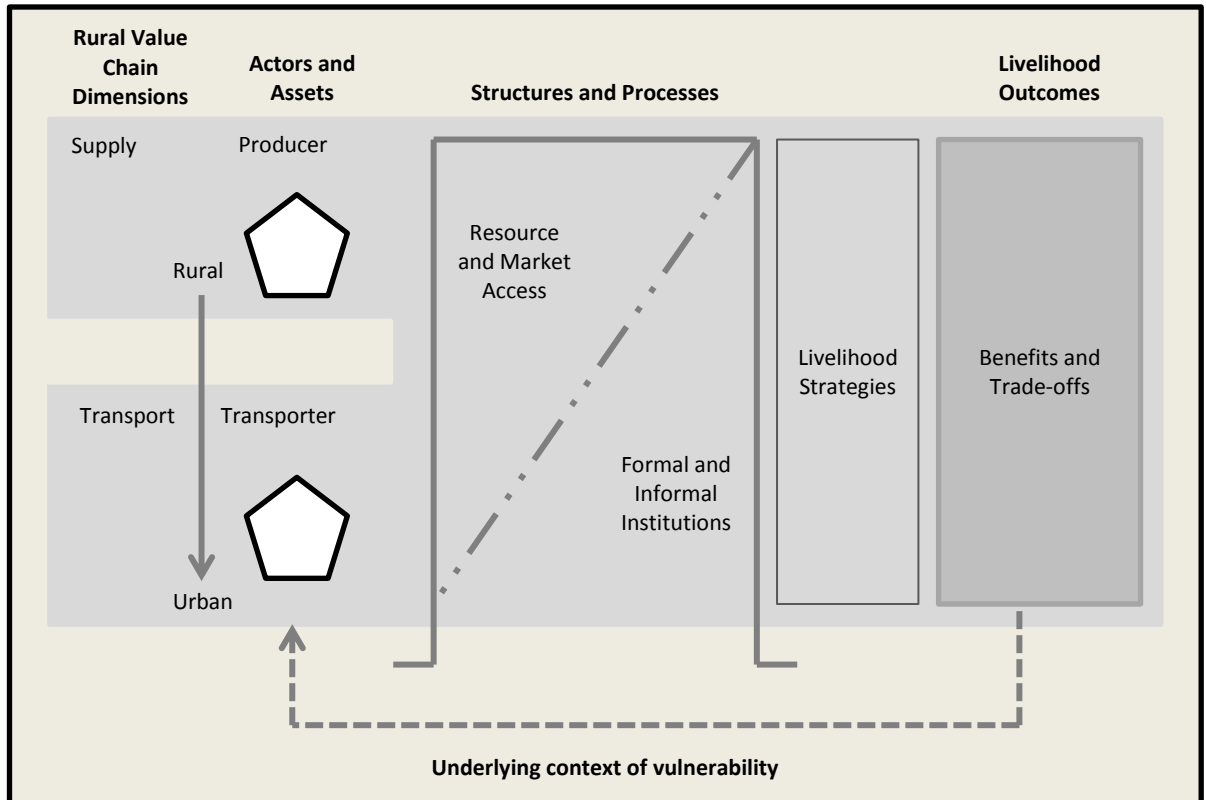 Rural Value
Chain
Dimensions
Actors and
Assets
Structures and Processes
Livelihood
Outcomes
Supply
Producer
Rural
Transport
Transporter
Urban
Resource
and Market
Access
Formal and
Informal
Institutions
Livelihood
Strategies
Benefits and
Trade-offs
Underlying context of vulnerability